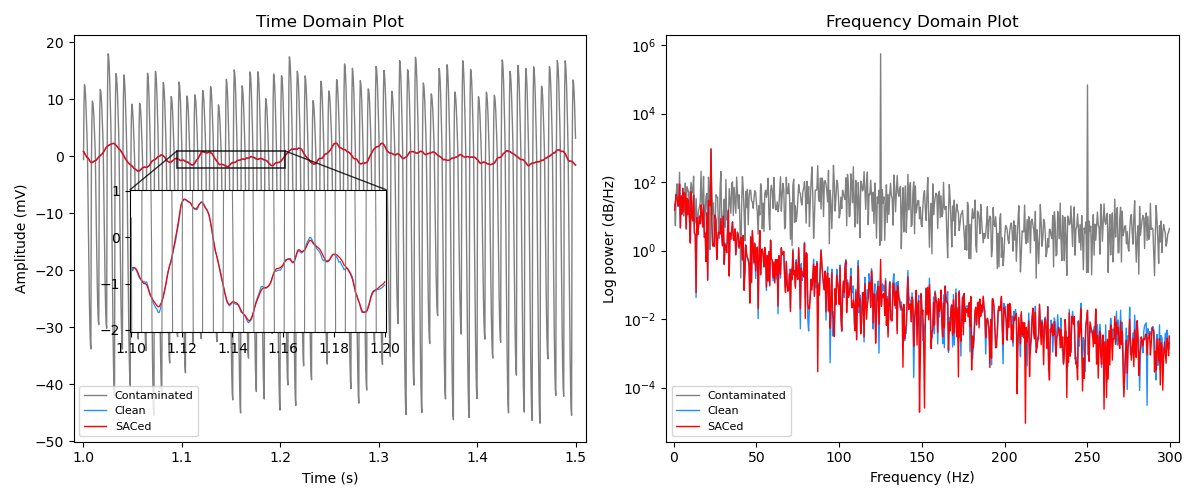 Time Domain Plot
20
10
0
−10
−20
−30
−40
−50
Amplitude (mV)
1
0
−1
−2
1.10 1.12 1.14 1.16 1.18 1.20
Contaminated
Clean
SACed
1.0 1.1 1.2 1.3 1.4 1.5
Time (s)
Frequency Domain Plot
10^6
10^4
10^2
10^0
10^−2
10^−4
Log power (dB/Hz)
Contaminated
Clean
SACed
0 50 100 150 200 250 300
Frequency (Hz)